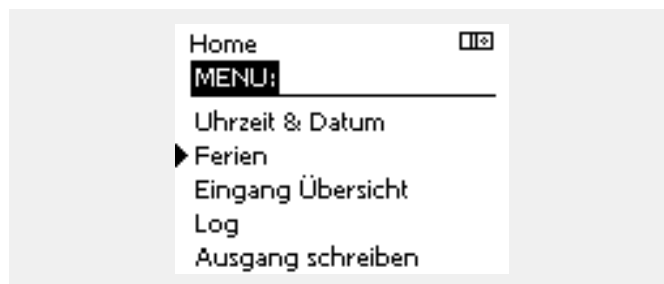 Home
MENU:
Uhrzeit & Datum
Ferien
Eingang Übersicht
Log
Ausgang schreiben